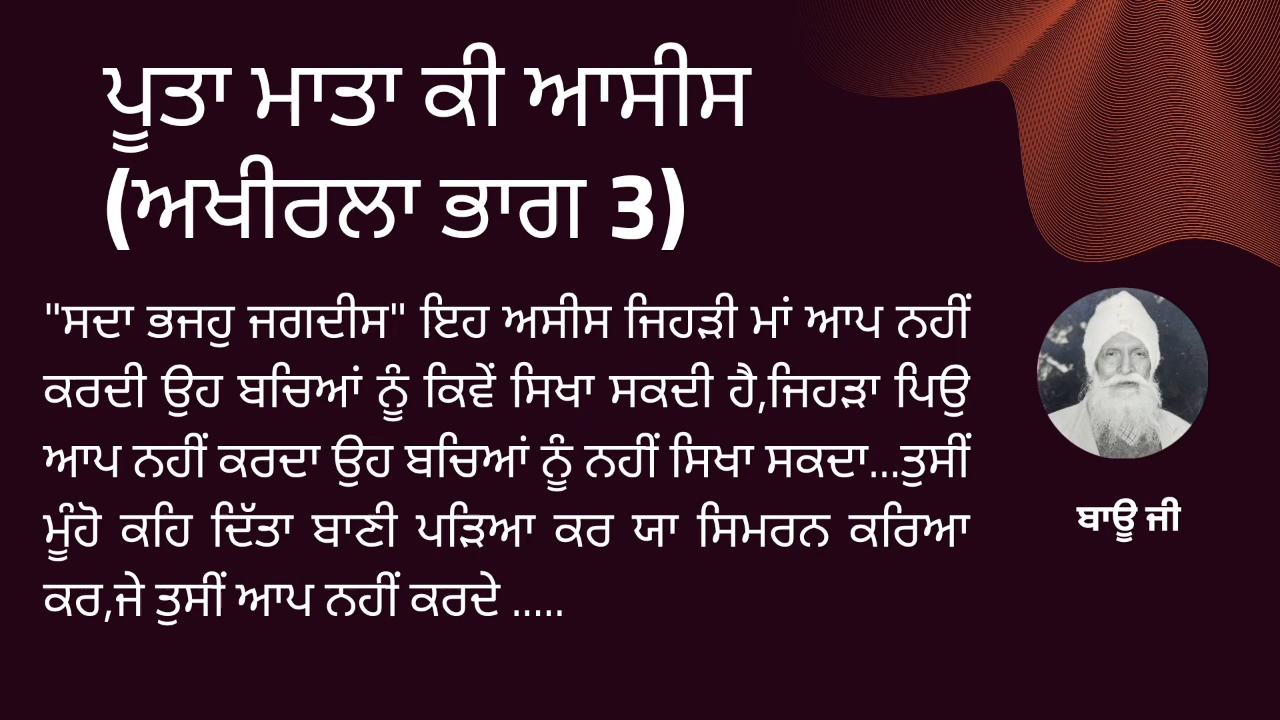 ਪੂਤਾ ਮਾਤਾ ਕੀ ਆਸੀਸ
(ਅਖੀਰਲਾ ਭਾਗ 3)
"ਸਦਾ ਭਜਹੁ ਜਗਦੀਸ" ਇਹ ਅਸੀਸ ਜਿਹੜੀ ਮਾਂ ਆਪ ਨਹੀਂ
ਕਰਦੀ ਉਹ ਬਚਿਆਂ ਨੂੰ ਕਿਵੇਂ ਸਿਖਾ ਸਕਦੀ ਹੈ,ਜਿਹੜਾ ਪਿਉ
ਆਪ ਨਹੀਂ ਕਰਦਾ ਉਹ ਬਚਿਆਂ ਨੂੰ ਨਹੀਂ ਸਿਖਾ ਸਕਦਾ...ਤੁਸੀਂ
ਮੂੰਹੋ ਕਹਿ ਦਿੱਤਾ ਬਾਣੀ ਪੜਿਆ ਕਰ ਯਾ ਸਿਮਰਨ ਕਰਿਆ
ਕਰ,ਜੇ ਤੁਸੀਂ ਆਪ ਨਹੀਂ ਕਰਦੇ .....
ਬਾਊ ਜੀ